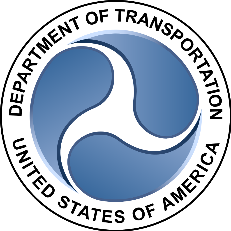 DEPARTMENT OF TRANSPORTATION
UNITED STATES OF AMERICA